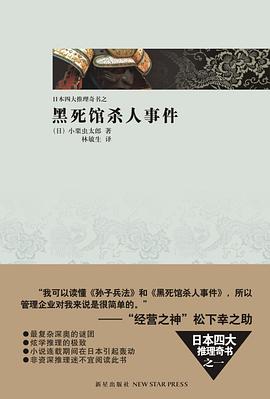 日本四大推理奇书之
黑死馆杀人事件
（日）小栗虫太郎 著
林敏生 译
“我可以读懂《孙子兵法》和《黑死馆杀人事件》，所以
管理企业对我来说是很简单的。”
——“经营之神”松下幸之助
●最复杂深奥的谜团
●炫学推理的极致
●小说连载期间在日本引起轰动
●非资深推理迷不宜阅读此书
日本四大
推理奇书
之一
新星出版社 NEW STAR PRESS